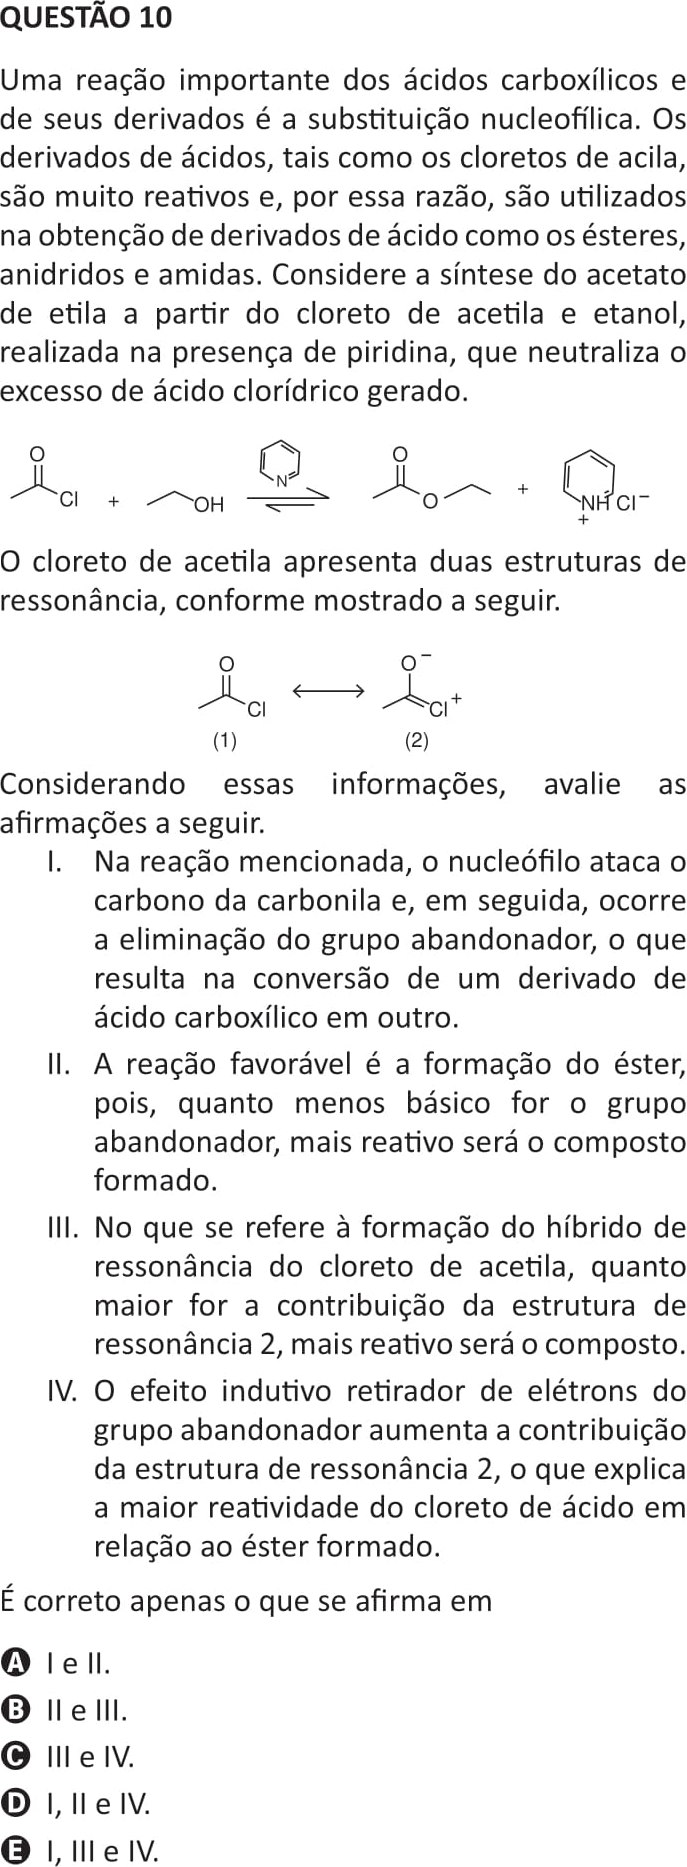 QUESTÃO 10
Uma reação importante dos ácidos carboxílicos e
de seus derivados é a substituição nucleofílica. Os
derivados de ácidos, tais como os cloretos de acila,
são muito reativos e, por essa razão, são utilizados
na obtenção de derivados de ácido como os ésteres,
anidridos e amidas. Considere a síntese do acetato
de etila a partir do cloreto de acetila e etanol,
realizada na presença de piridina, que neutraliza o
excesso de ácido clorídrico gerado.
O Cl + OH N O O + NH + Cl−
O cloreto de acetila apresenta duas estruturas de
ressonância, conforme mostrado a seguir.
O Cl O− Cl+
(1) (2)
Considerando essas informações, avalie as
afirmações a seguir.
I. Na reação mencionada, o nucleófilo ataca o
carbono da carbonila e, em seguida, ocorre
a eliminação do grupo abandonador, o que
resulta na conversão de um derivado de
ácido carboxílico em outro.
II. A reação favorável é a formação do éster,
pois, quanto menos básico for o grupo
abandonador, mais reativo será o composto
formado.
III. No que se refere à formação do híbrido de
ressonância do cloreto de acetila, quanto
maior for a contribuição da estrutura de
ressonância 2, mais reativo será o composto.
IV. O efeito indutivo retirador de elétrons do
grupo abandonador aumenta a contribuição
da estrutura de ressonância 2, o que explica
a maior reatividade do cloreto de ácido em
relação ao éster formado.
É correto apenas o que se afirma em
A I e II.
B II e III.
C III e IV.
D I, II e IV.
E I, III e IV.